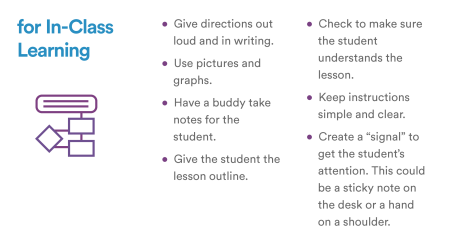 for In-Class
Learning
• Give directions out
loud and in writing.
• Use pictures and
graphs.
• Have a buddy take
notes for the
student.
• Give the student the
lesson outline.
• Check to make sure
the student
understands the
lesson.
• Keep instructions
simple and clear.
• Create a “signal” to
get the student’s
attention. This could
be a sticky note on
the desk or a hand
on a shoulder.